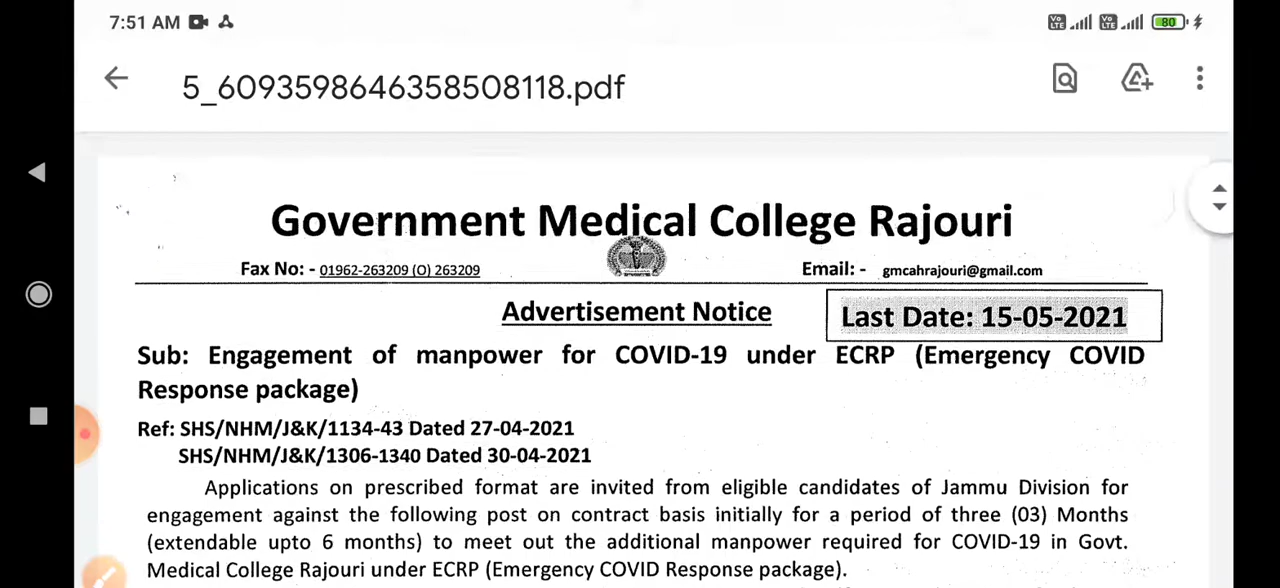 7:51 AM
Vo LTE Vo LTE 80
5_6093598646358508118.pdf
Government Medical College Rajouri
Fax No: - 01962-263209 (O) 263209
Email: - gmcahrajouri@gmail.com
Advertisement Notice
Last Date: 15-05-2021
Sub: Engagement of manpower for COVID-19 under ECRP (Emergency COVID
Response package)
Ref: SHS/NHM/J&K/1134-43 Dated 27-04-2021
SHS/NHM/J&K/1306-1340 Dated 30-04-2021
Applications on prescribed format are invited from eligible candidates of Jammu Division for
engagement against the following post on contract basis initially for a period of three (03) Months
(extendable upto 6 months) to meet out the additional manpower required for COVID-19 in Govt.
Medical College Rajouri under ECRP (Emergency COVID Response package).